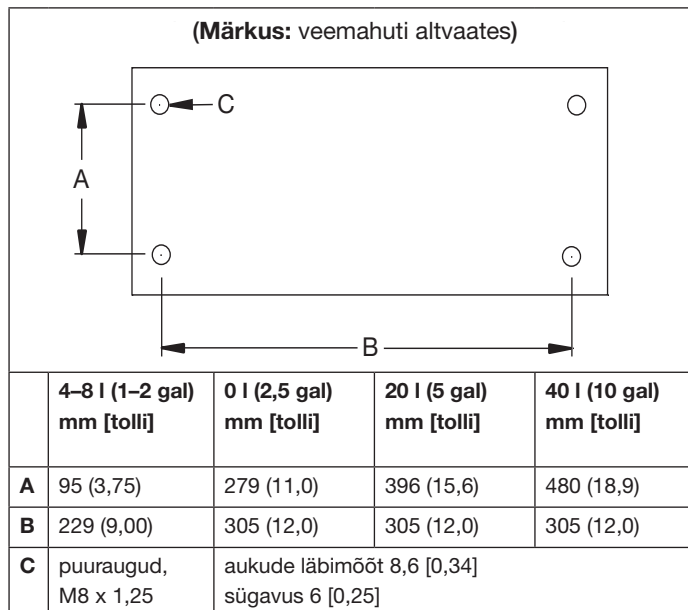 (Märkus: veemahuti altvaates)
C
A
B
4–8 l (1–2 gal) mm [tolli]
0 l (2,5 gal) mm [tolli]
20 l (5 gal) mm [tolli]
40 l (10 gal) mm [tolli]
A 95 (3,75) 279 (11,0) 396 (15,6) 480 (18,9)
B 229 (9,00) 305 (12,0) 305 (12,0) 305 (12,0)
C puuraugud, aukude läbimõõt 8,6 [0,34]
M8 x 1,25 sügavus 6 [0,25]